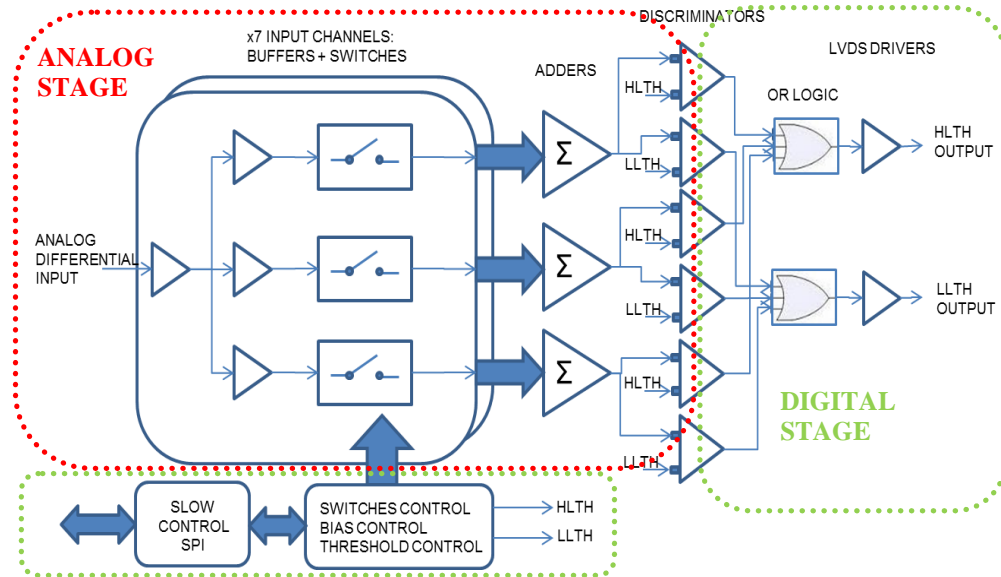 DISCRIMINATORS
x7 INPUT CHANNELS:
BUFFERS + SWITCHES
ANALOG
STAGE
ADDERS
LVDS DRIVERS
OR LOGIC
HLTH
LLTH
HLTH
LLTH
HLTH
LLTH
Σ
Σ
Σ
HLTH
OUTPUT
LLTH
OUTPUT
ANALOG
DIFFERENTIAL
INPUT
DIGITAL
STAGE
SLOW
CONTROL
SPI
SWITCHES CONTROL
BIAS CONTROL
THRESHOLD CONTROL
HLTH
LLTH